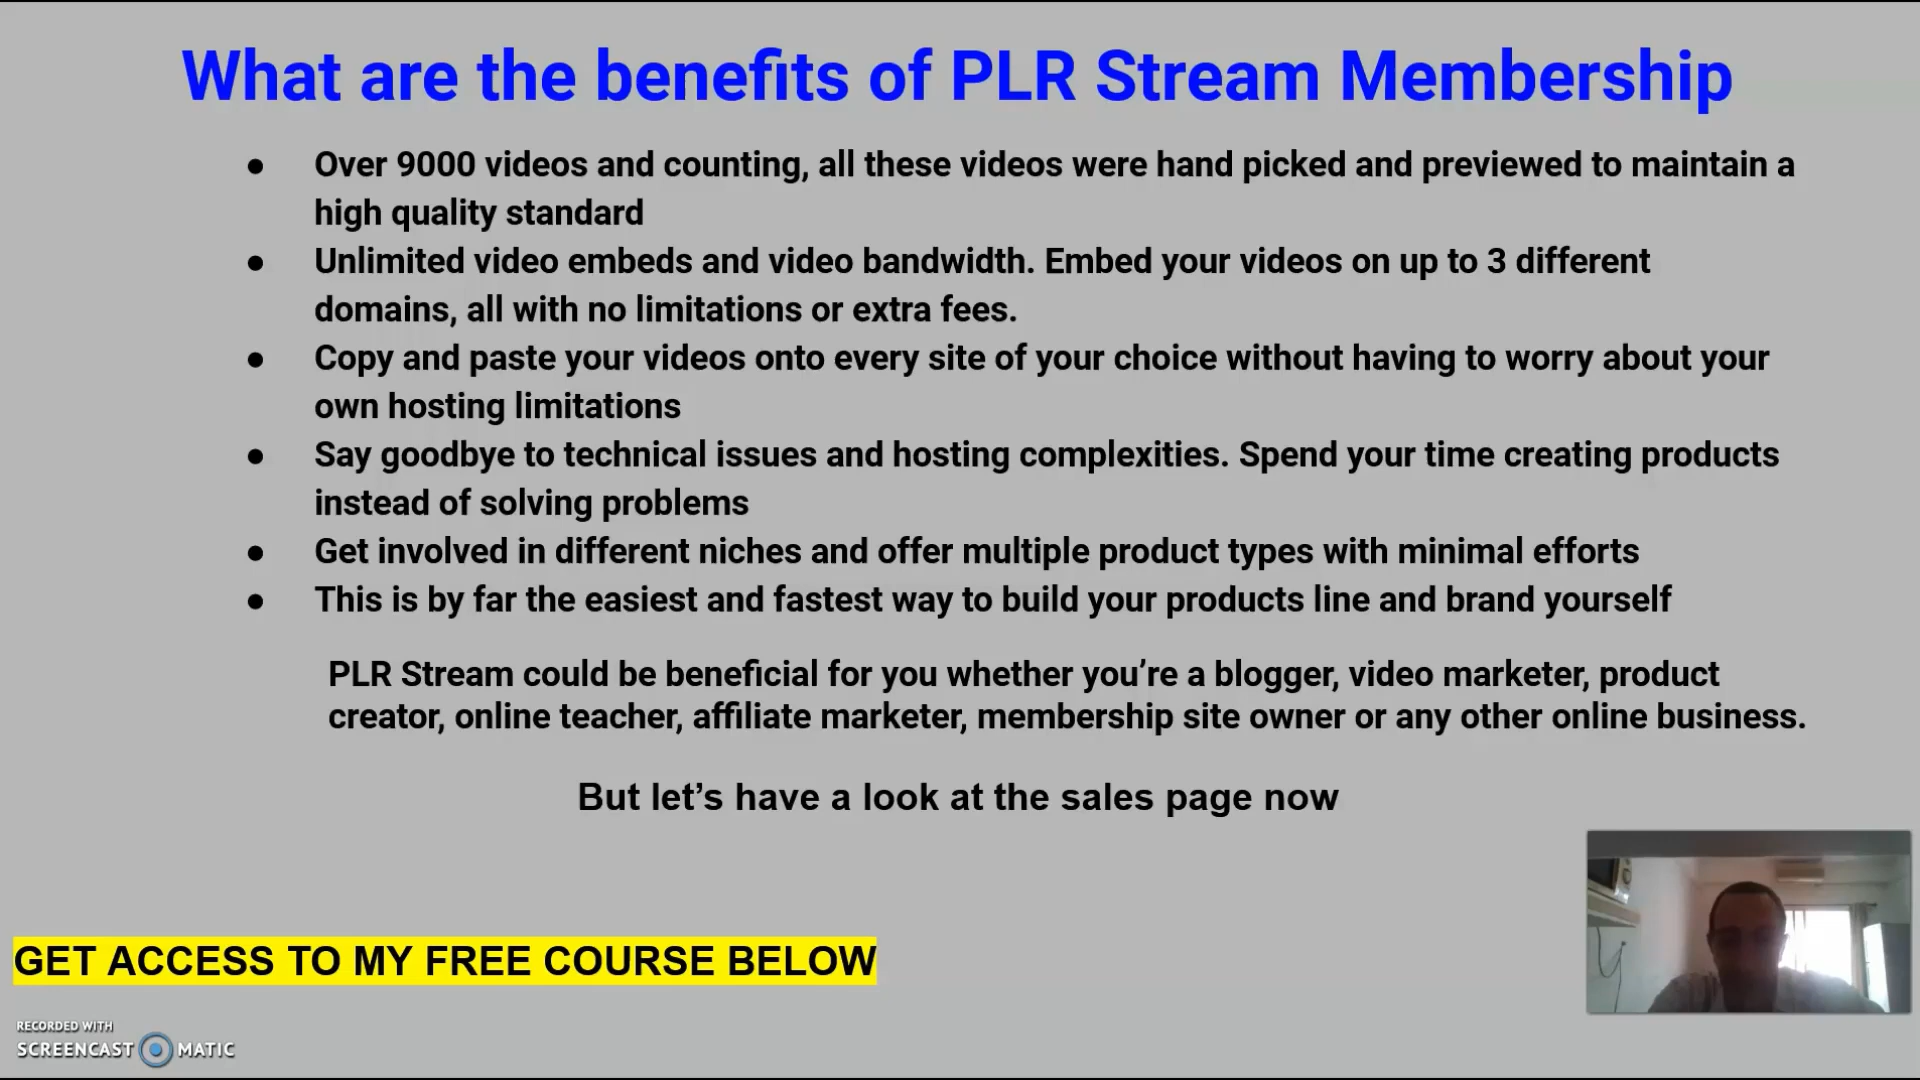 What are the benefits of PLR Stream Membership
● Over 9000 videos and counting, all these videos were hand picked and previewed to maintain a
high quality standard
● Unlimited video embeds and video bandwidth. Embed your videos on up to 3 different
domains, all with no limitations or extra fees.
● Copy and paste your videos onto every site of your choice without having to worry about your
own hosting limitations
● Say goodbye to technical issues and hosting complexities. Spend your time creating products
instead of solving problems
● Get involved in different niches and offer multiple product types with minimal efforts
● This is by far the easiest and fastest way to build your products line and brand yourself
PLR Stream could be beneficial for you whether you’re a blogger, video marketer, product
creator, online teacher, affiliate marketer, membership site owner or any other online business.
But let’s have a look at the sales page now
GET ACCESS TO MY FREE COURSE BELOW
RECORDED WITH
SCREENCAST MATIC